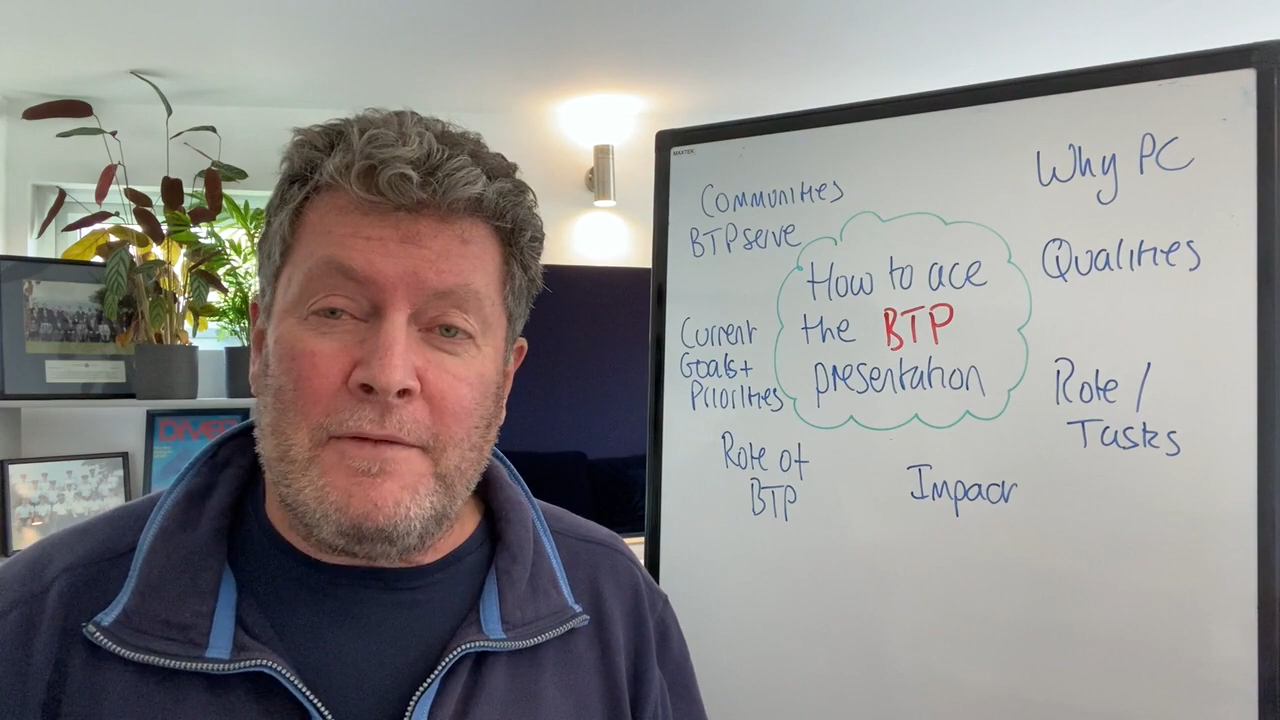 MAXTEK
Communities
BTP serve
Current
Goals +
Priorities
Role of
BTP
How to ace
the BTP
presentation
Impact
Why PC
Qualities
Role /
Tasks
DIVER